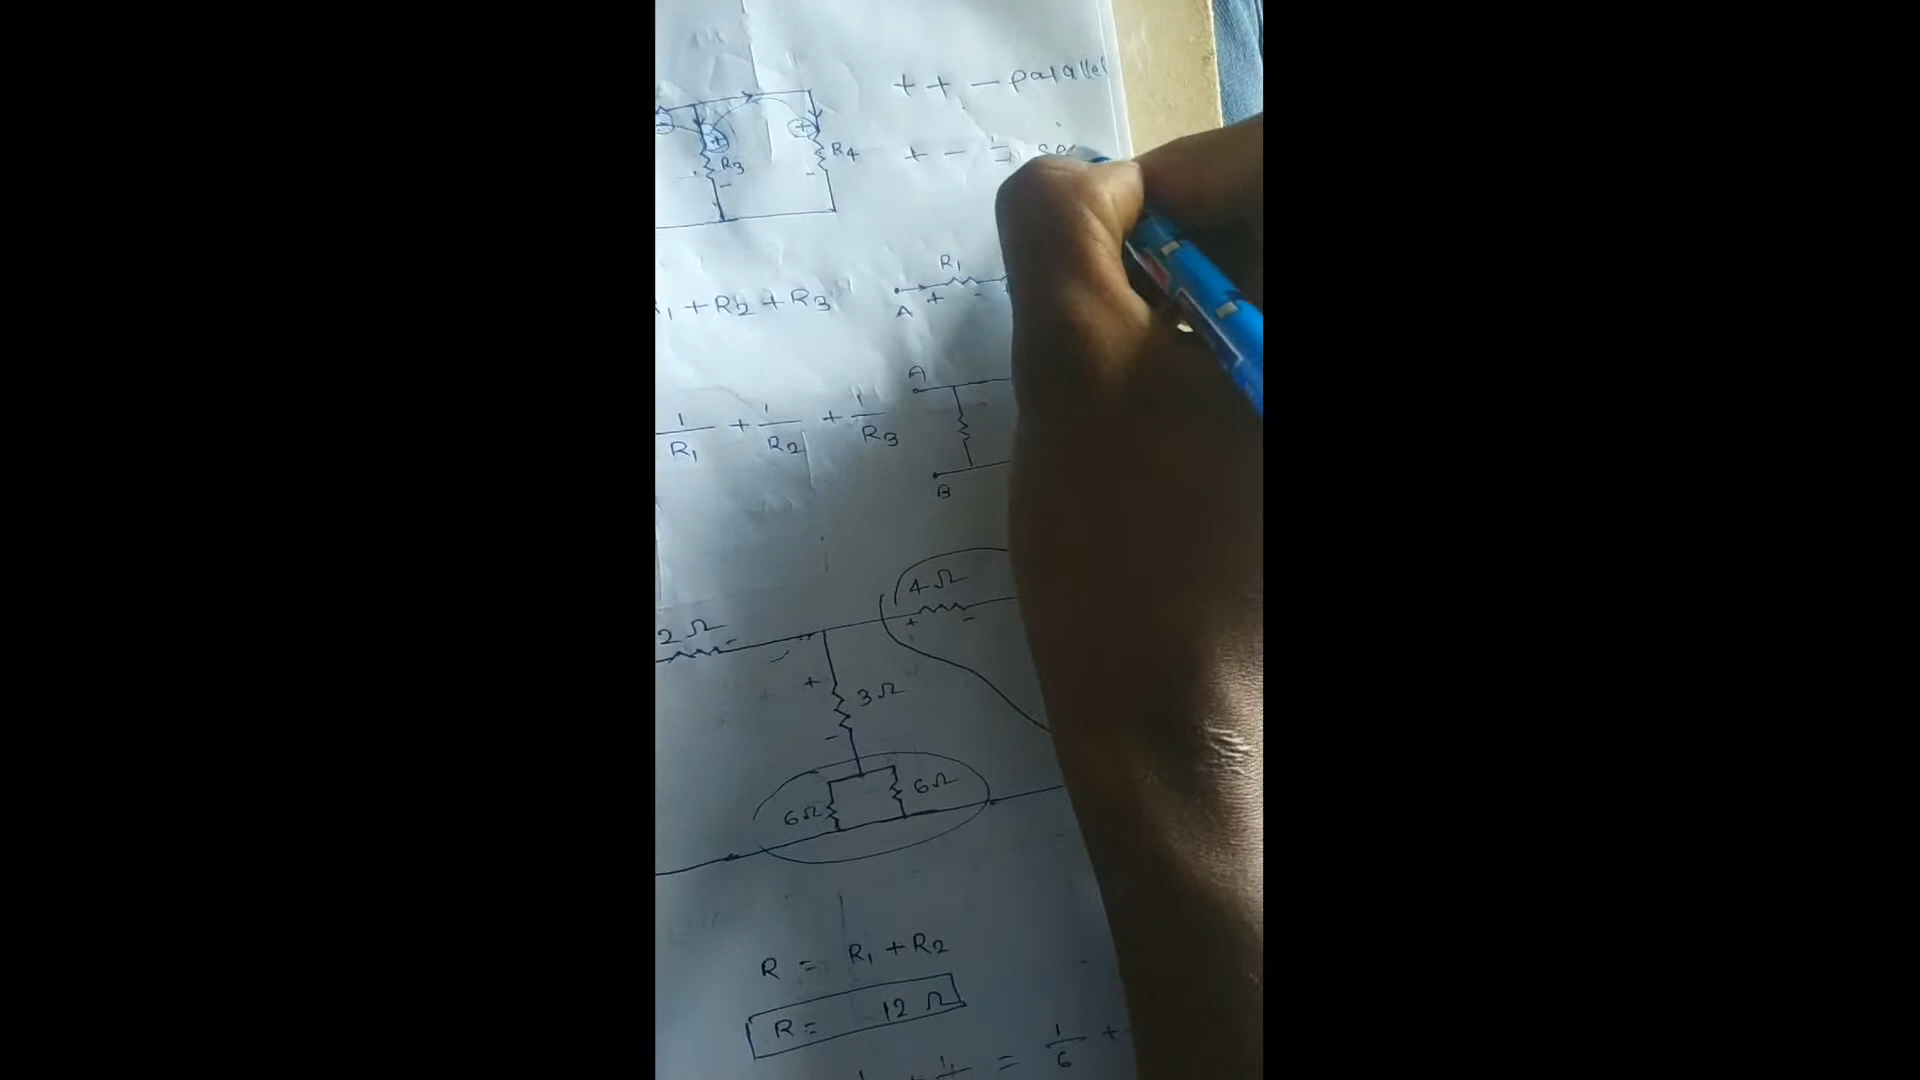 + + — parallel
+ -
R3
R4
R1
+ -
A
1 + R2 + R3
A
1/R1 + 1/R2 + 1/R3
B
4Ω
+ -
2Ω
-
+
3Ω
-
6Ω
6Ω
R = R1 + R2
R = 12 Ω
= 1/6 +